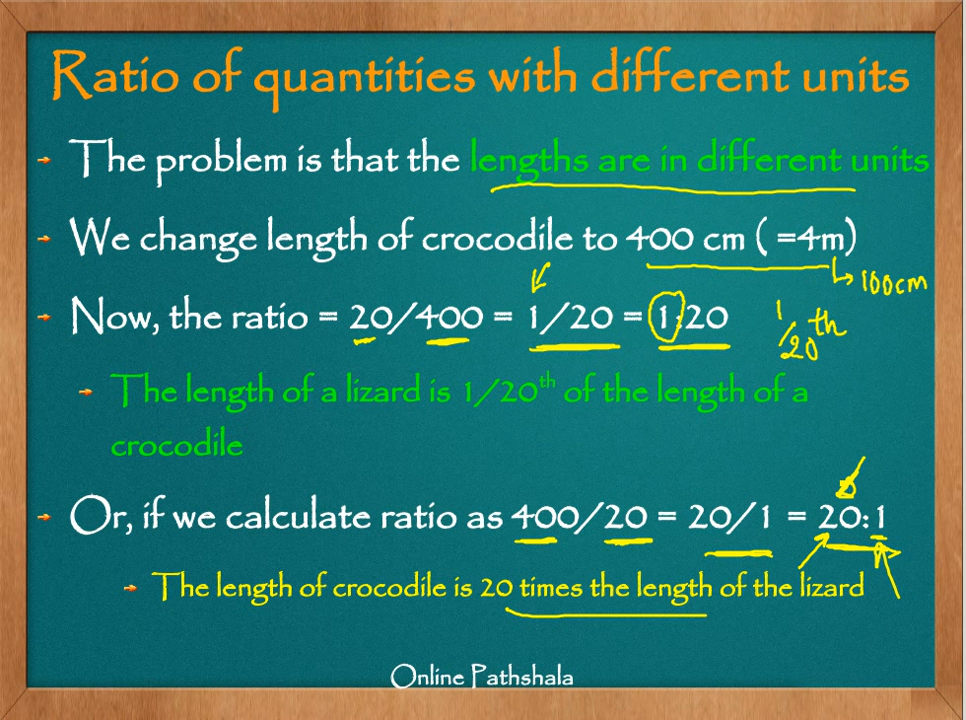 Ratio of quantities with different units
The problem is that the lengths are in different units
We change length of crocodile to 400 cm ( =4m)
100cm
Now, the ratio = 20/400 = 1/20 = 1:20
1/20th
The length of a lizard is 1/20th of the length of a
crocodile
Or, if we calculate ratio as 400/20 = 20/1 = 20:1
The length of crocodile is 20 times the length of the lizard
Online Pathshala